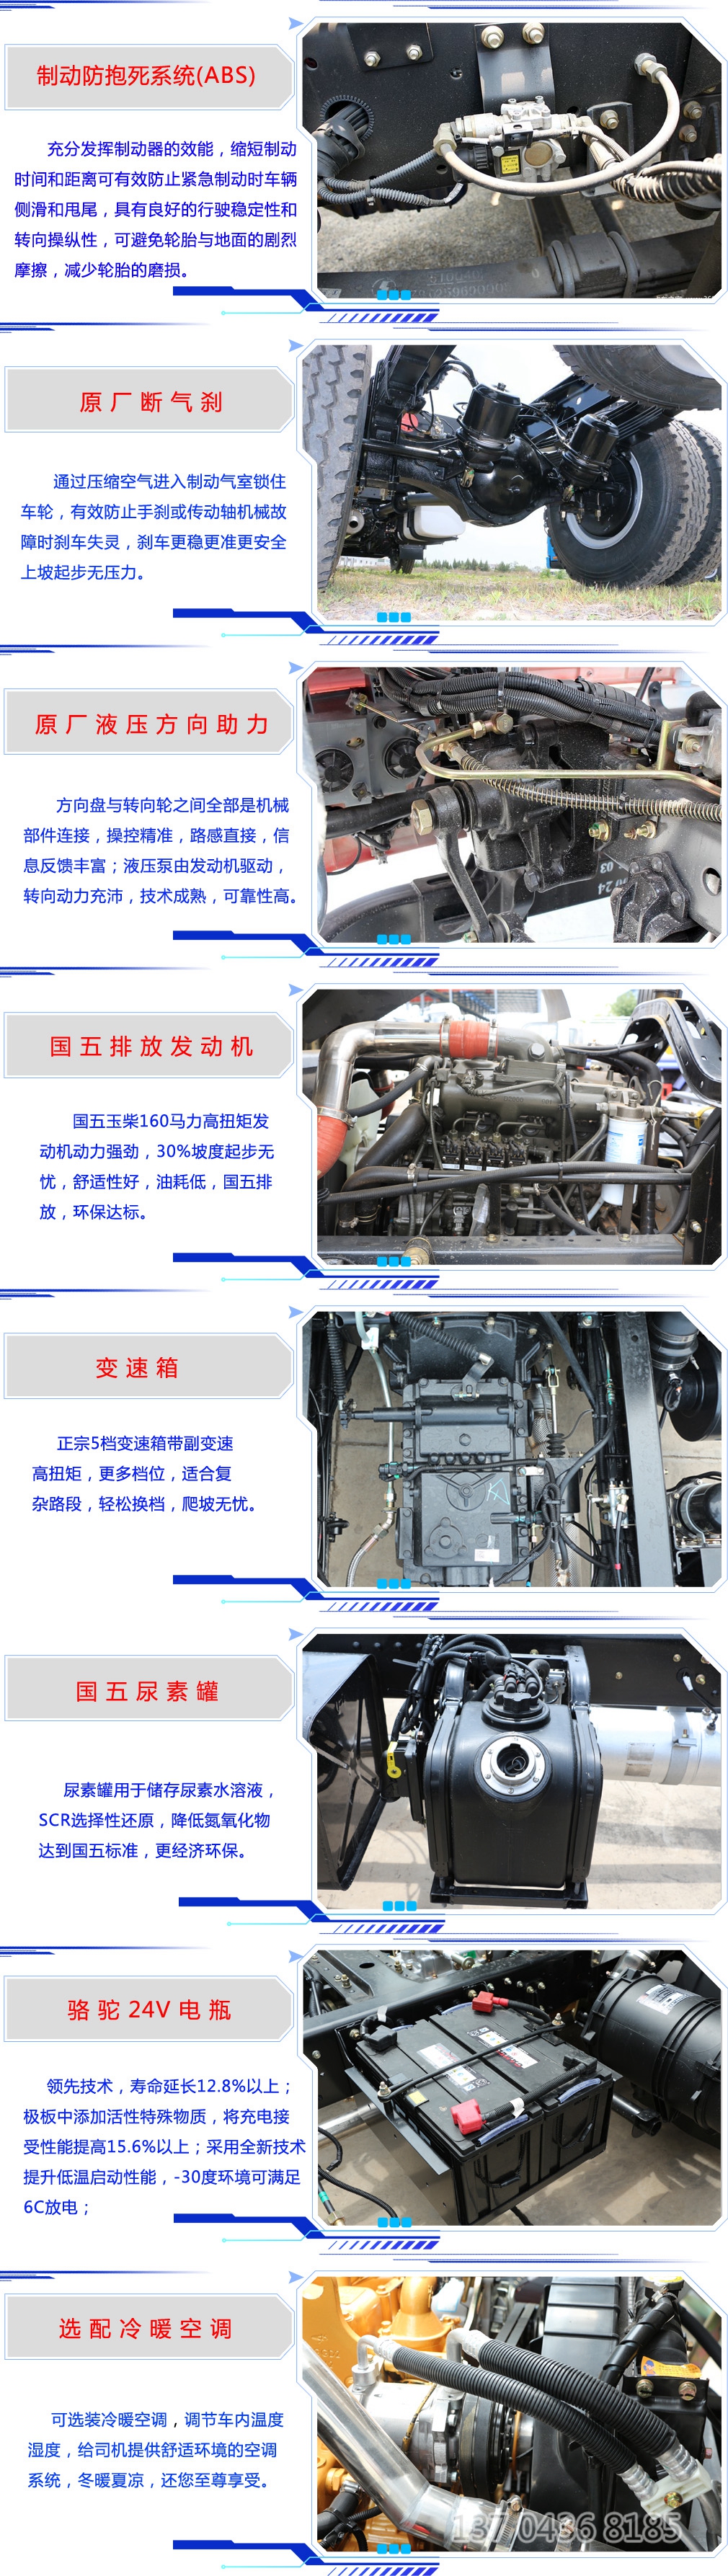 制动防抱死系统(ABS)
充分发挥制动器的效能，缩短制动
时间和距离可有效防止紧急制动时车辆
侧滑和甩尾，具有良好的行驶稳定性和
转向操纵性，可避免轮胎与地面的剧烈
摩擦，减少轮胎的磨损。
原厂断气刹
通过压缩空气进入制动气室锁住
车轮，有效防止手刹或传动轴机械故
障时刹车失灵，刹车更稳更准更安全
上坡起步无压力。
原厂液压方向助力
方向盘与转向轮之间全部是机械
部件连接，操控精准，路感直接，信
息反馈丰富；液压泵由发动机驱动，
转向动力充沛，技术成熟，可靠性高。
国五排放发动机
国五玉柴160马力高扭矩发
动机动力强劲，30%坡度起步无
忧，舒适性好，油耗低，国五排
放，环保达标。
变速箱
正宗5档变速箱带副变速
高扭矩，更多档位，适合复
杂路段，轻松换档，爬坡无忧。
国五尿素罐
尿素罐用于储存尿素水溶液，
SCR选择性还原，降低氮氧化物
达到国五标准，更经济环保。
骆驼24V电瓶
领先技术，寿命延长12.8%以上；
极板中添加活性特殊物质，将充电接
受性能提高15.6%以上；采用全新技术
提升低温启动性能，-30度环境可满足
6C放电；
选配冷暖空调
可选装冷暖空调，调节车内温度
湿度，给司机提供舒适环境的空调
系统，冬暖夏凉，还您至尊享受。
137 0436 8185